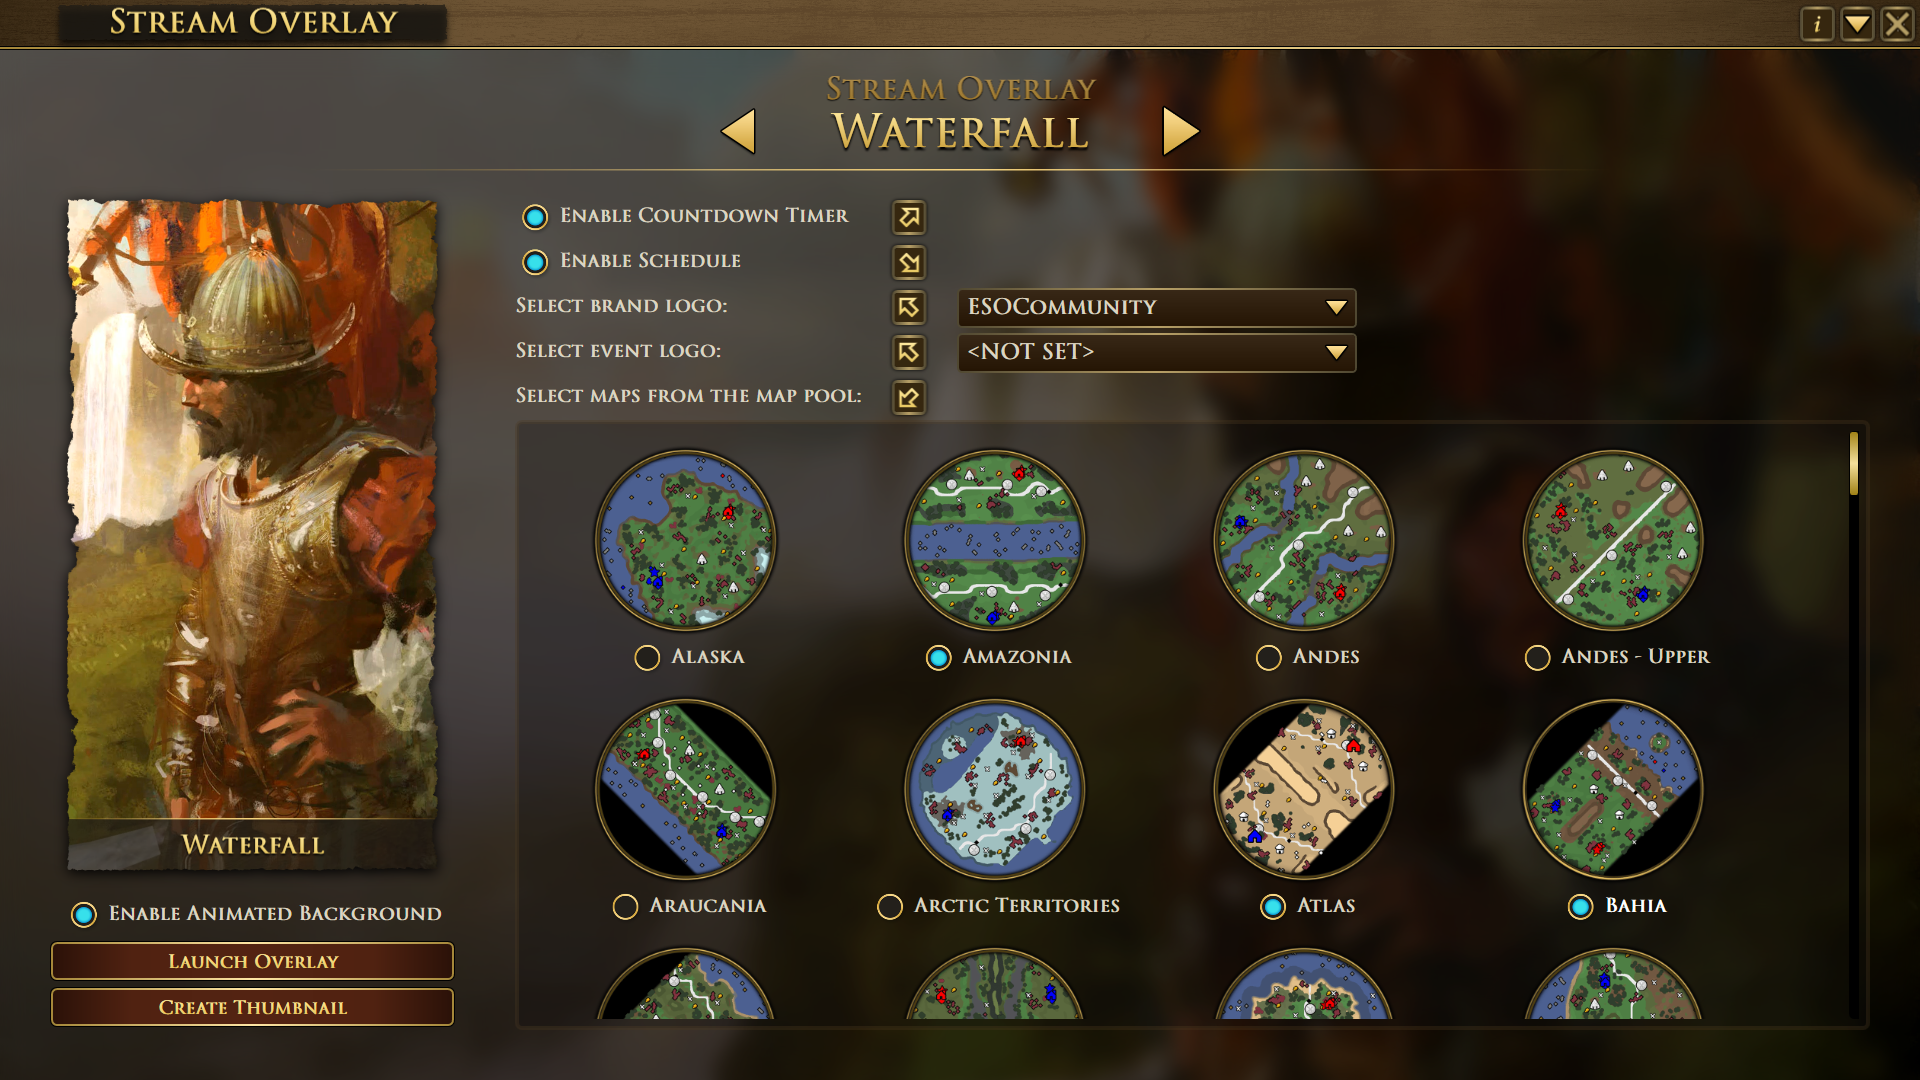 Stream Overlay
i
Stream Overlay
Waterfall
Enable Countdown Timer
Enable Schedule
Select brand logo:
ESOCommunity
Select event logo:
<not set>
Select maps from the map pool:
Alaska
Amazonia
Andes
Andes - Upper
Araucania
Arctic Territories
Atlas
Bahia
Waterfall
Enable Animated Background
Launch Overlay
Create Thumbnail